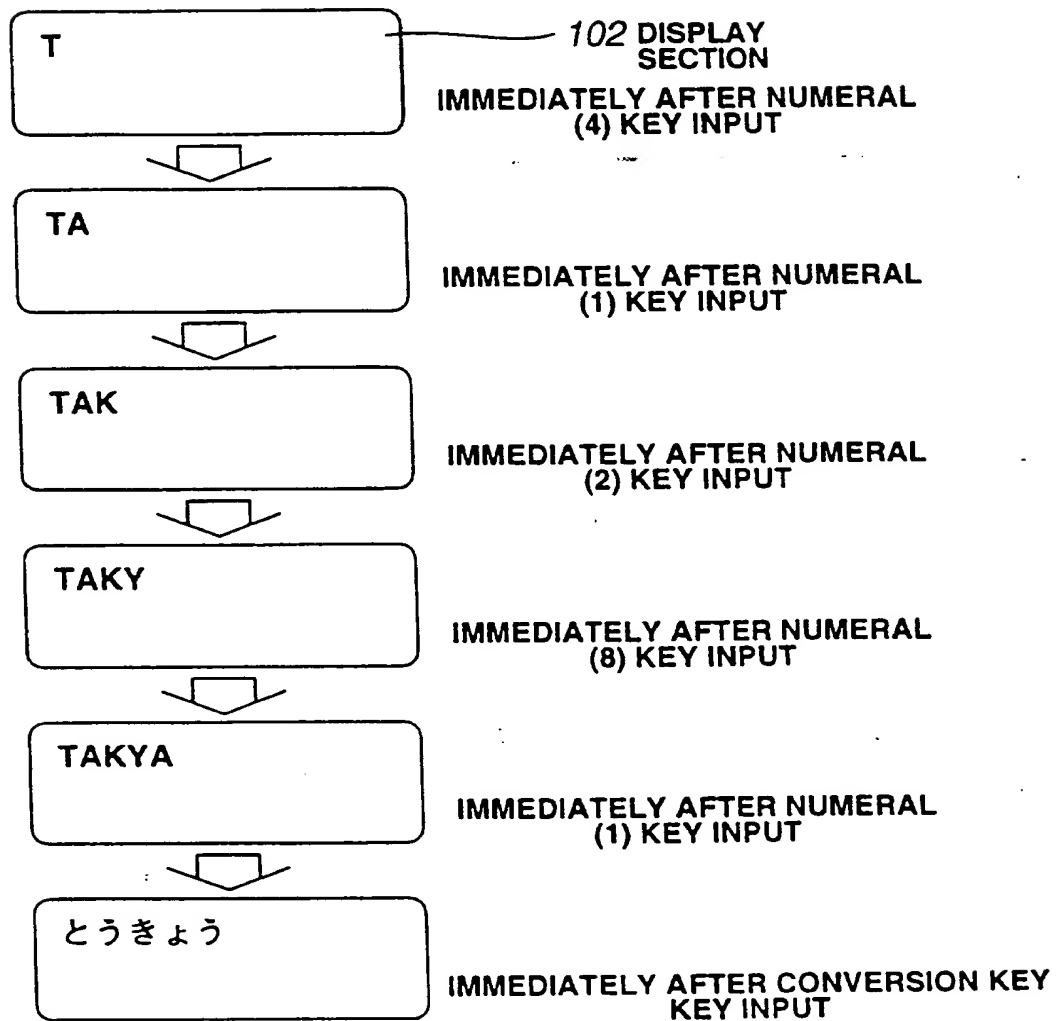 T
102 DISPLAY
SECTION
IMMEDIATELY AFTER NUMERAL
(4) KEY INPUT
TA
IMMEDIATELY AFTER NUMERAL
(1) KEY INPUT
TAK
IMMEDIATELY AFTER NUMERAL
(2) KEY INPUT
TAKY
IMMEDIATELY AFTER NUMERAL
(8) KEY INPUT
TAKYA
IMMEDIATELY AFTER NUMERAL
(1) KEY INPUT
とうきょう
IMMEDIATELY AFTER CONVERSION KEY
KEY INPUT